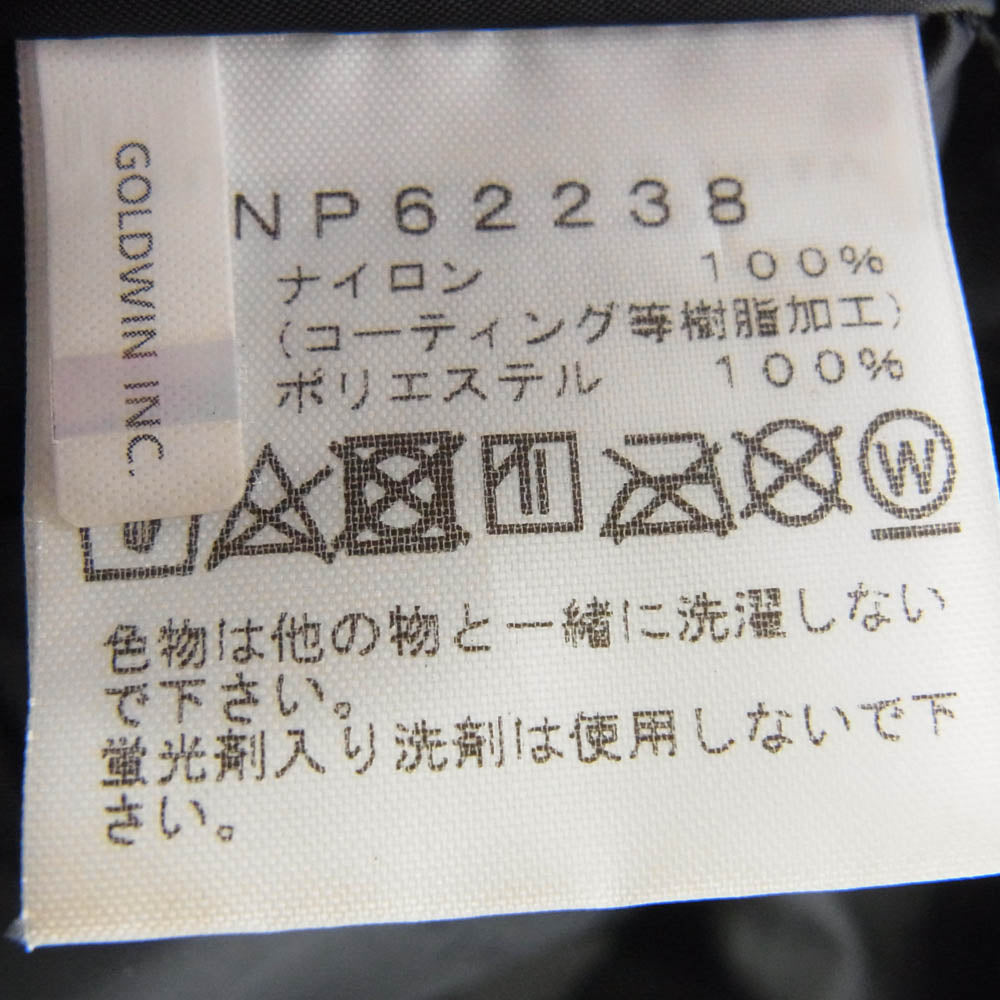 GOLDWIN INC.
NP62238
ナイロン 100%
(コーティング等樹脂加工)
ポリエステル 100%
W
色物は他の物と一緒に洗濯しない
で下さい。
蛍光剤入り洗剤は使用しないで下
さい。